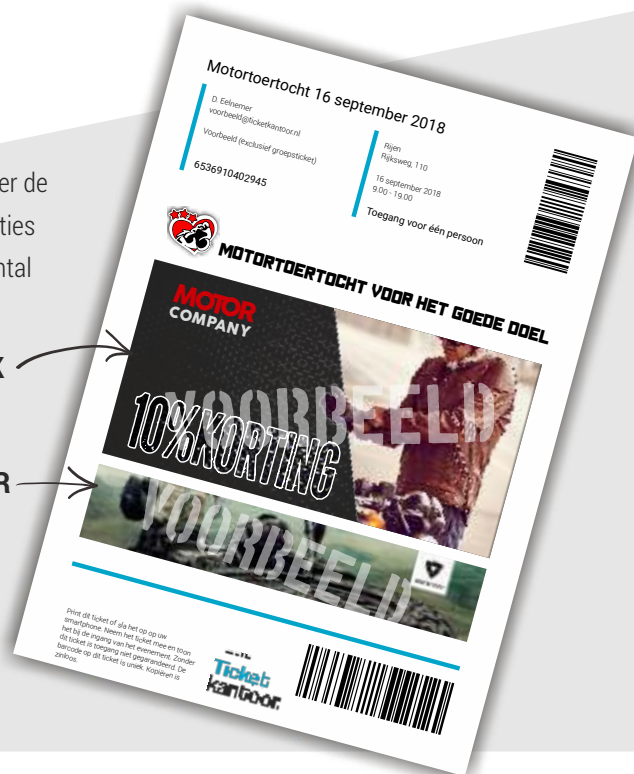 er de
ties
ntal
K
R
Motortoertocht 16 september 2018
D. Eelnemer
voorbeeld@ticketkantoor.nl
Voorbeeld (exclusief groepsticket)
6536910402945
Rijen
Rijksweg, 110
16 september 2018
9.00 - 19.00
Toegang voor één persoon
MOTORTOERTOCHT VOOR HET GOEDE DOEL
MOTOR
COMPANY
VOORBEELD
10%KORTING
VOORBEELD
Print dit ticket of sla het op op uw
smartphone. Neem het ticket mee en toon
het bij de ingang van het evenement. Zonder
dit ticket is toegang niet gegarandeerd. De
barcode op dit ticket is uniek. Kopiëren is
zinloos.
Ticket
kantoor.